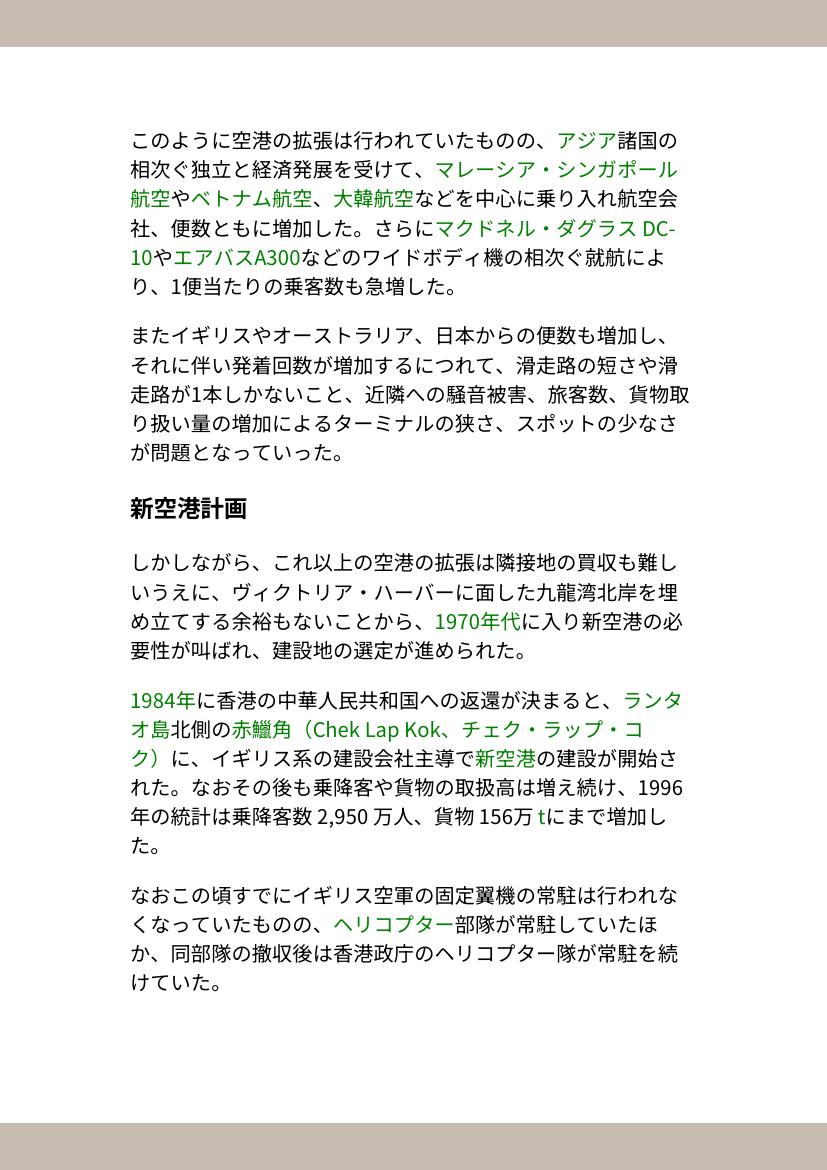 このように空港の拡張は行われていたものの、アジア諸国の
相次ぐ独立と経済発展を受けて、マレーシア・シンガポール
航空やベトナム航空、大韓航空などを中心に乗り入れ航空会
社、便数ともに増加した。さらにマクドネル・ダグラス DC-
10やエアバスA300などのワイドボディ機の相次ぐ就航によ
り、1便当たりの乗客数も急増した。
またイギリスやオーストラリア、日本からの便数も増加し、
それに伴い発着回数が増加するにつれて、滑走路の短さや滑
走路が1本しかないこと、近隣への騒音被害、旅客数、貨物取
り扱い量の増加によるターミナルの狭さ、スポットの少なさ
が問題となっていった。
新空港計画
しかしながら、これ以上の空港の拡張は隣接地の買収も難し
いうえに、ヴィクトリア・ハーバーに面した九龍湾北岸を埋
め立てする余裕もないことから、1970年代に入り新空港の必
要性が叫ばれ、建設地の選定が進められた。
1984年に香港の中華人民共和国への返還が決まると、ランタ
オ島北側の赤鱲角（Chek Lap Kok、チェク・ラップ・コ
ク）に、イギリス系の建設会社主導で新空港の建設が開始さ
れた。なおその後も乗降客や貨物の取扱高は増え続け、1996
年の統計は乗降客数 2,950 万人、貨物 156万 tにまで増加し
た。
なおこの頃すでにイギリス空軍の固定翼機の常駐は行われな
くなっていたものの、ヘリコプター部隊が常駐していたほ
か、同部隊の撤収後は香港政庁のヘリコプター隊が常駐を続
けていた。